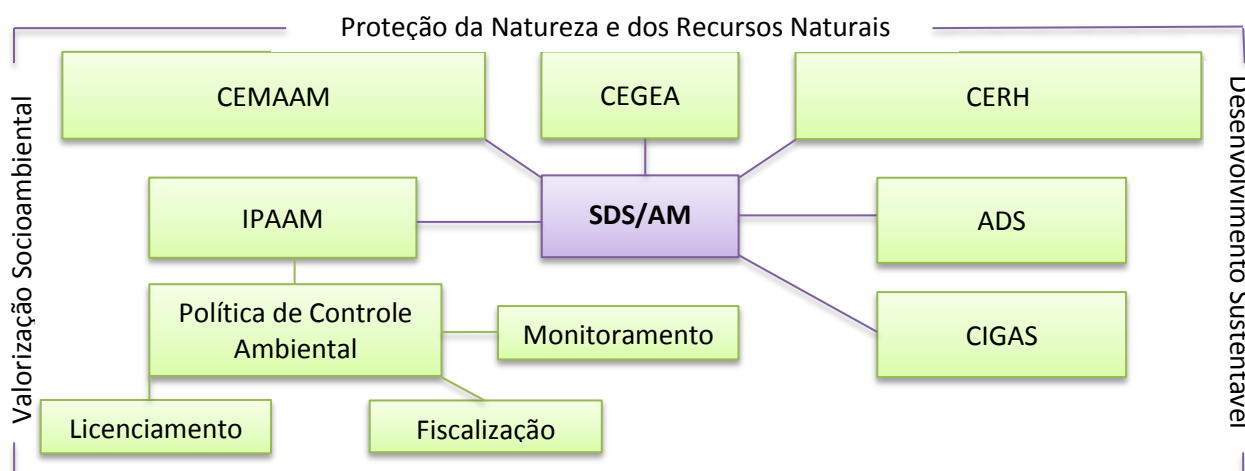 Proteção da Natureza e dos Recursos Naturais
Valorização Socioambiental
Desenvolvimento Sustentável
CEMAAM
CEGEA
CERH
IPAAM
SDS/AM
ADS
Política de Controle
Ambiental
Monitoramento
CIGAS
Licenciamento
Fiscalização